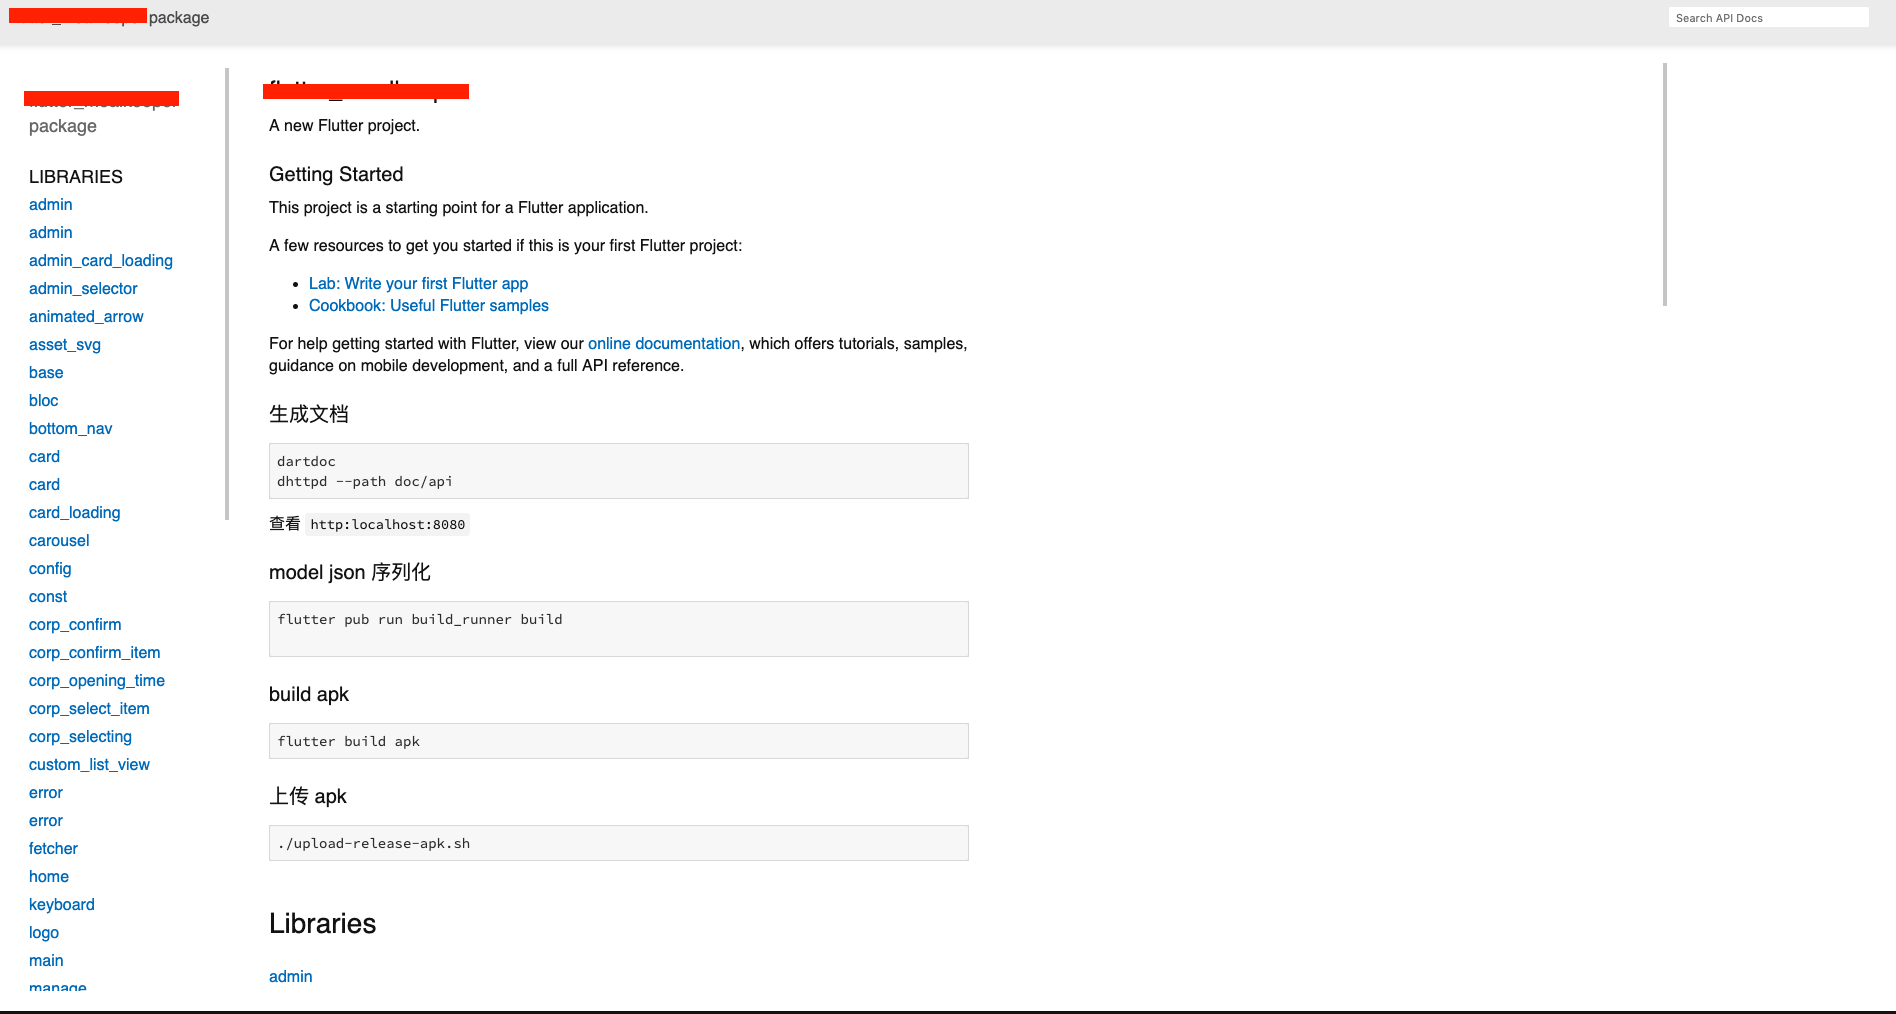 package
Search API Docs
package
LIBRARIES
admin
admin
admin_card_loading
admin_selector
animated_arrow
asset_svg
base
bloc
bottom_nav
card
card
card_loading
carousel
config
const
corp_confirm
corp_confirm_item
corp_opening_time
corp_select_item
corp_selecting
custom_list_view
error
error
fetcher
home
keyboard
logo
main
manage
A new Flutter project.
Getting Started
This project is a starting point for a Flutter application.
A few resources to get you started if this is your first Flutter project:
Lab: Write your first Flutter app
Cookbook: Useful Flutter samples
For help getting started with Flutter, view our online documentation, which offers tutorials, samples,
guidance on mobile development, and a full API reference.
生成文档
dartdoc
dhttpd --path doc/api
查看 http:localhost:8080
model json 序列化
flutter pub run build_runner build
build apk
flutter build apk
上传 apk
./upload-release-apk.sh
Libraries
admin